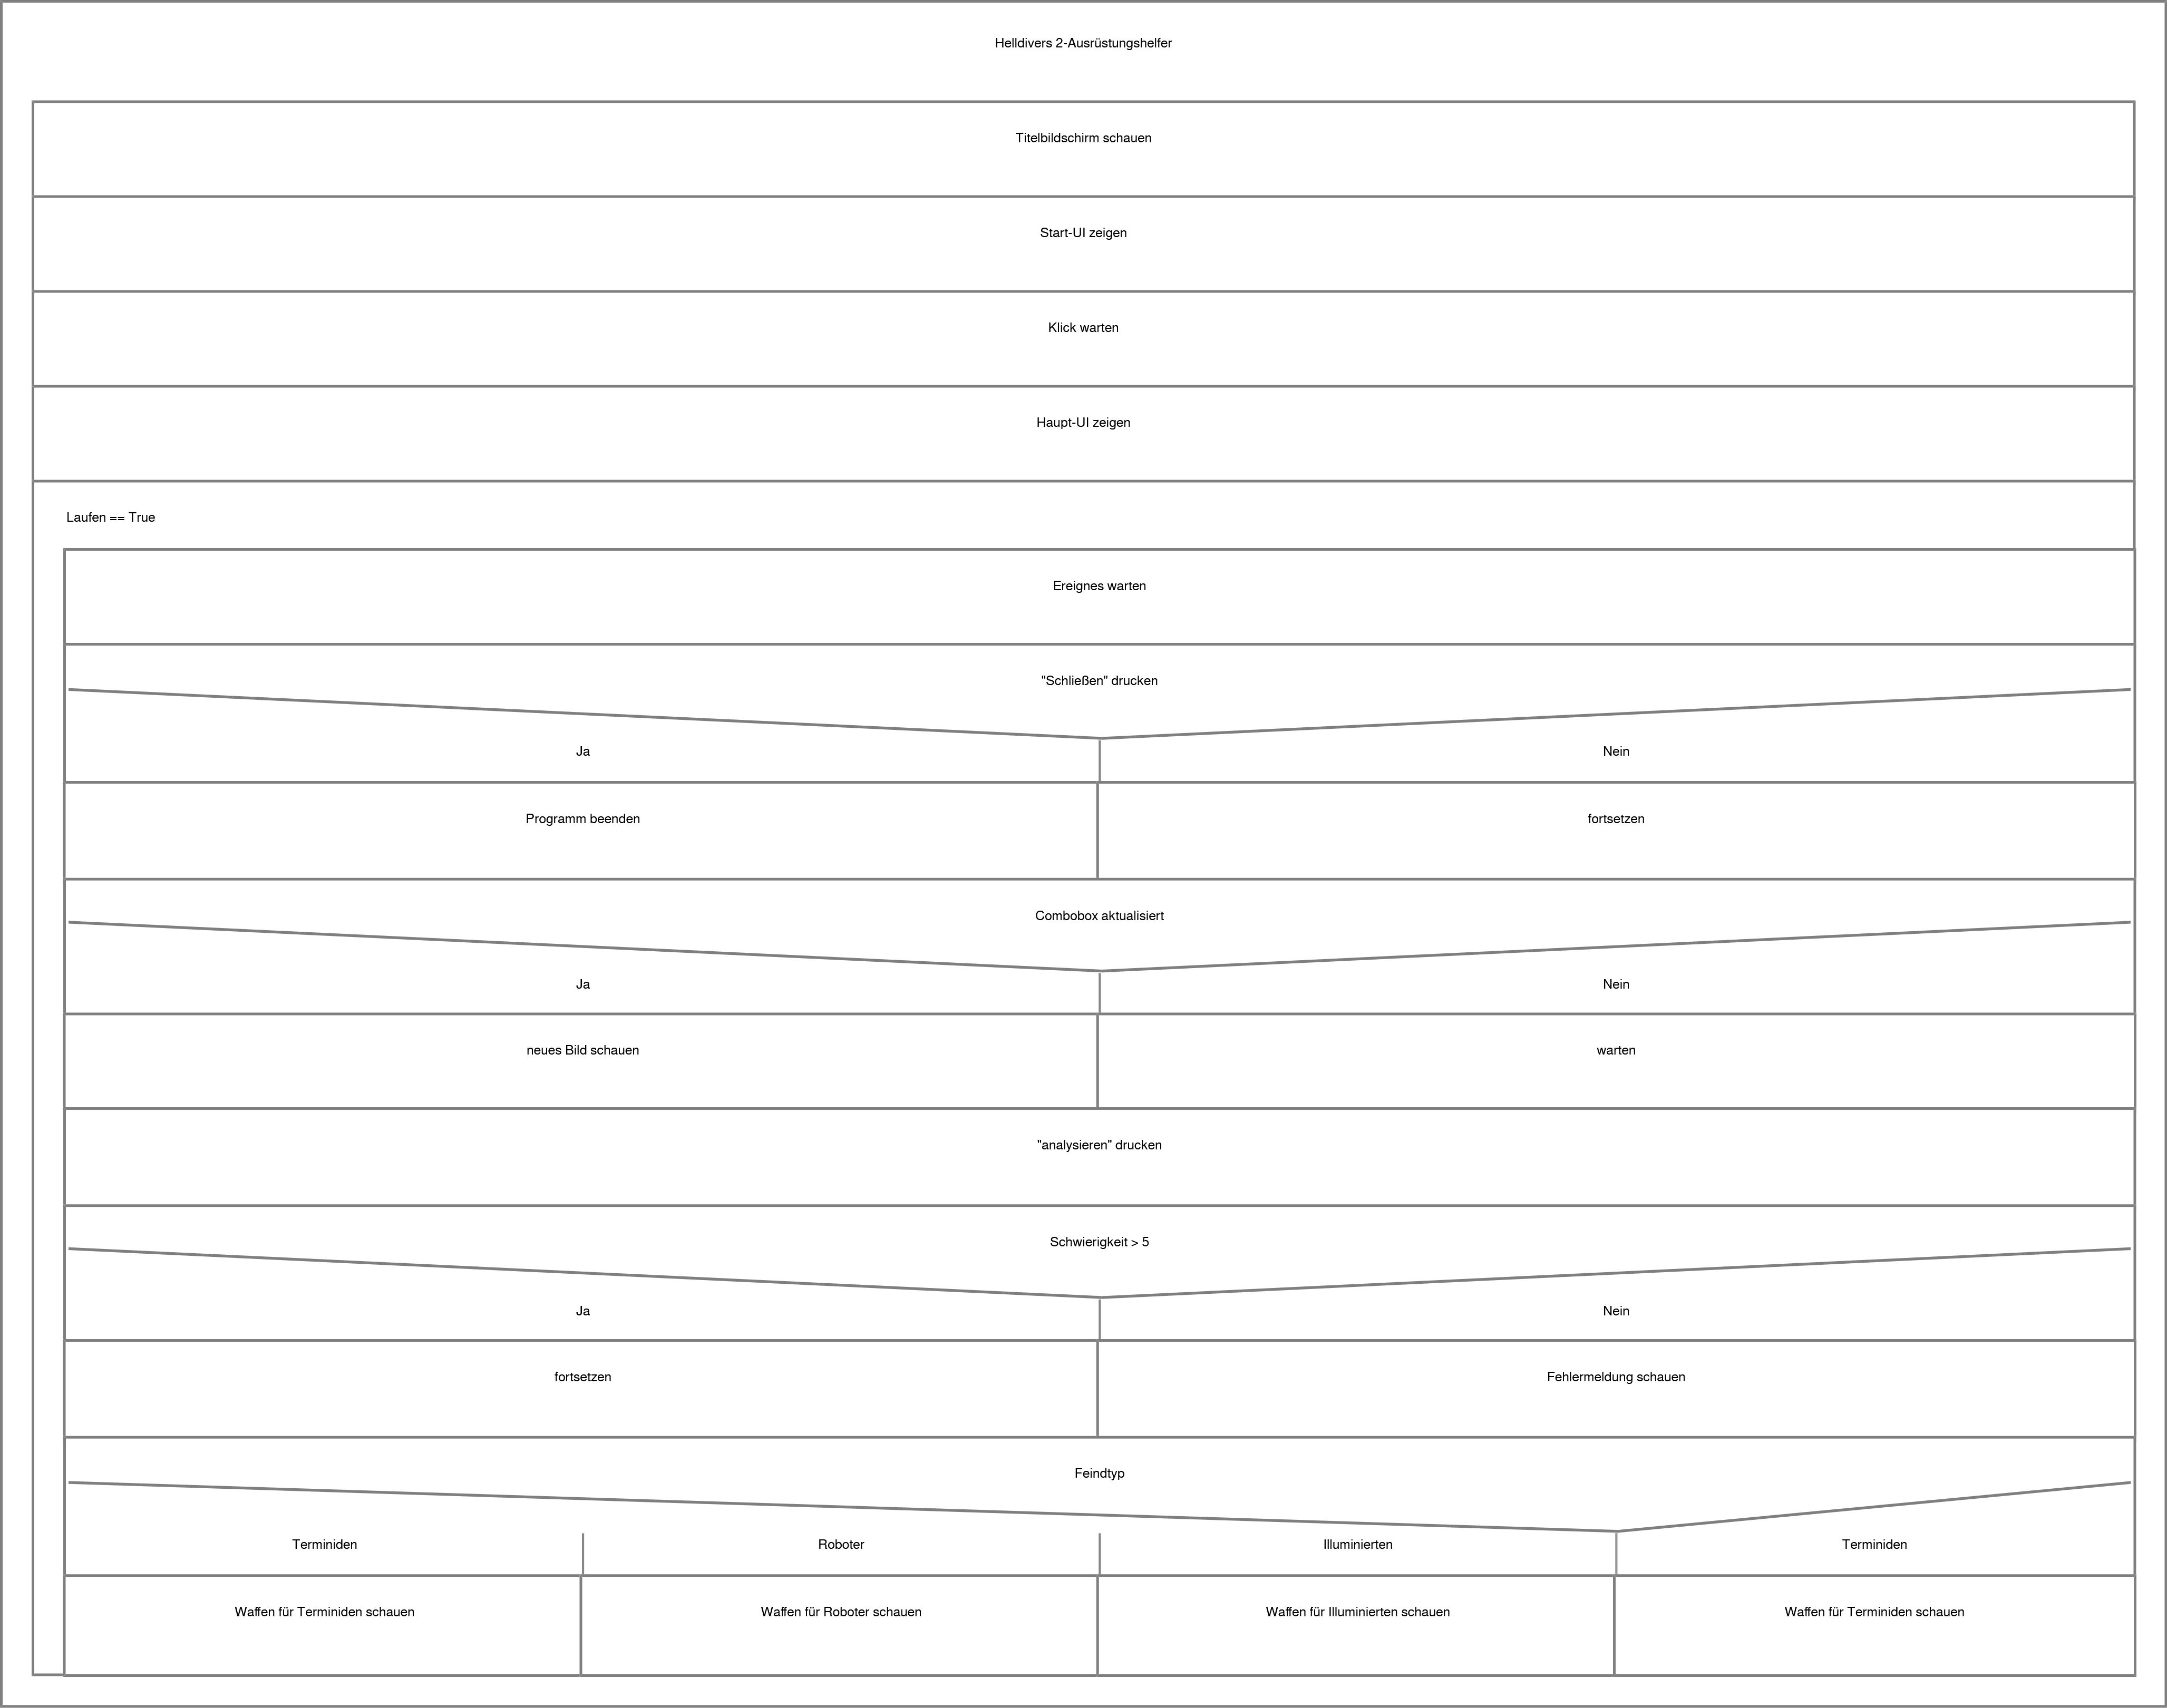 Helldivers 2-Ausrüstungshelfer
Titelbildschirm schauen
Start-UI zeigen
Klick warten
Haupt-UI zeigen
Laufen == True
Ereignes warten
"Schließen" drucken
Ja
Nein
Programm beenden
fortsetzen
Combobox aktualisiert
Ja
Nein
neues Bild schauen
warten
"analysieren" drucken
Schwierigkeit > 5
Ja
Nein
fortsetzen
Fehlermeldung schauen
Feindtyp
Terminiden
Roboter
Illuminierten
Terminiden
Waffen für Terminiden schauen
Waffen für Roboter schauen
Waffen für Illuminierten schauen
Waffen für Terminiden schauen